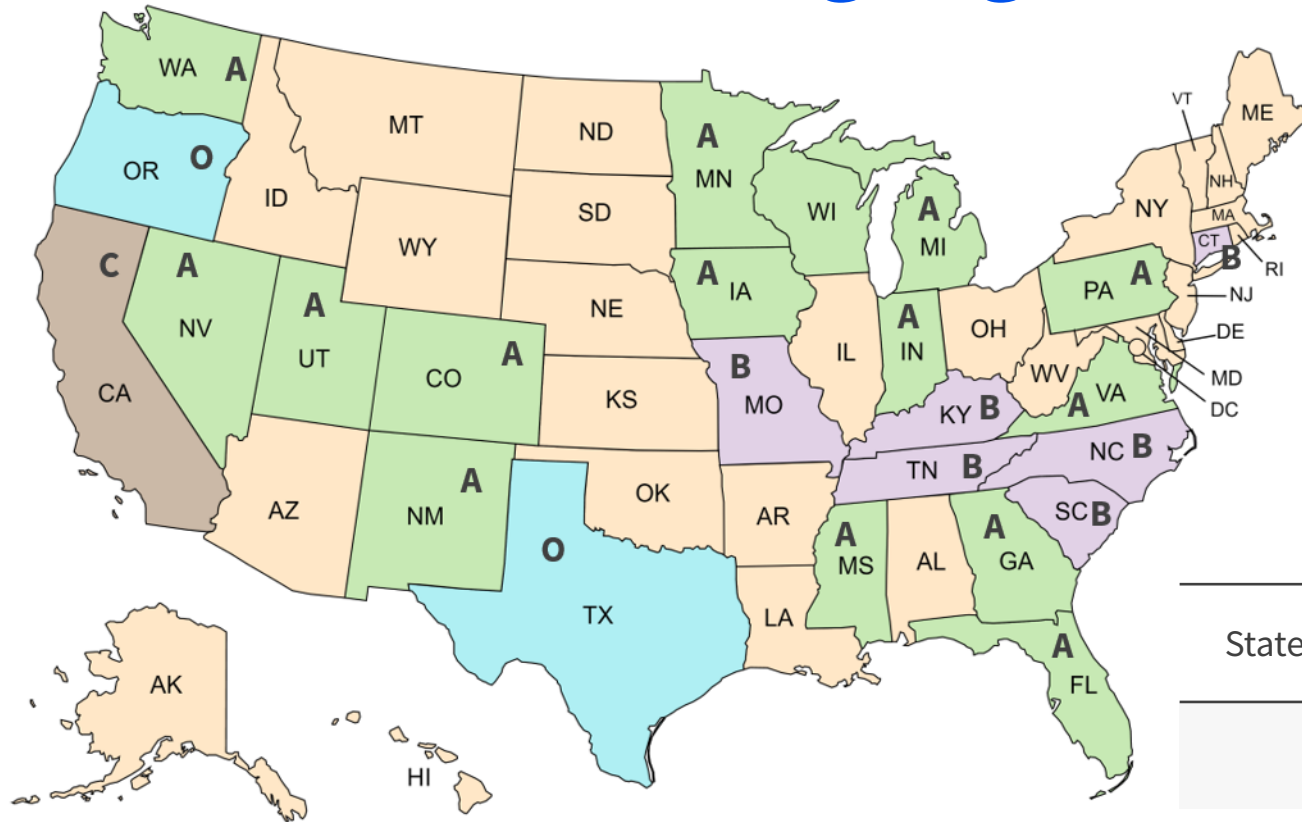 WA A
MT
ND
A
MN
VT
ME
OR O
ID
SD
WI
A
MI
NH
NY
MA
CT
B
RI
WY
C
A
NV
A
UT
NE
A IA
A
IN
OH
PA A
NJ
DE
CA
A
CO
KS
B
MO
IL
WV
MD
DC
KY B
A VA
TN B
NC B
AZ
A
NM
OK
AR
SC B
O
TX
A
MS
AL
A
GA
LA
State
A
FL
AK
HI